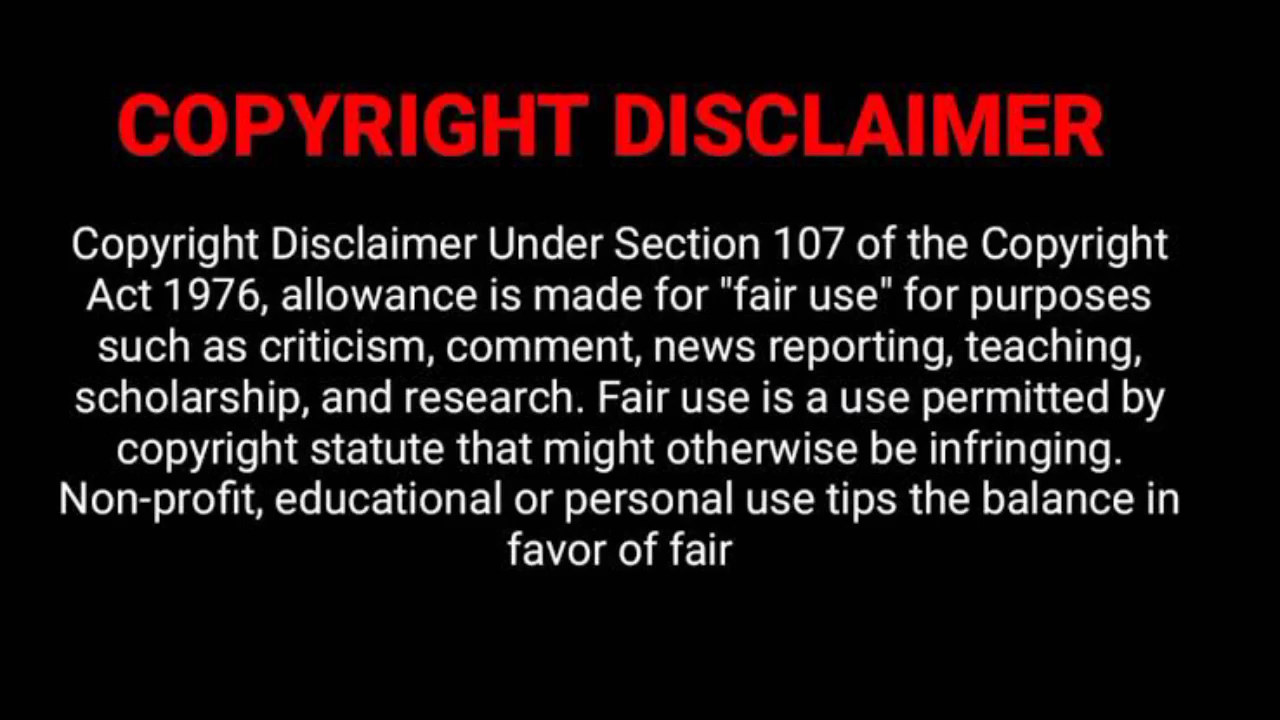 COPYRIGHT DISCLAIMER
Copyright Disclaimer Under Section 107 of the Copyright
Act 1976, allowance is made for "fair use" for purposes
such as criticism, comment, news reporting, teaching,
scholarship, and research. Fair use is a use permitted by
copyright statute that might otherwise be infringing.
Non-profit, educational or personal use tips the balance in
favor of fair